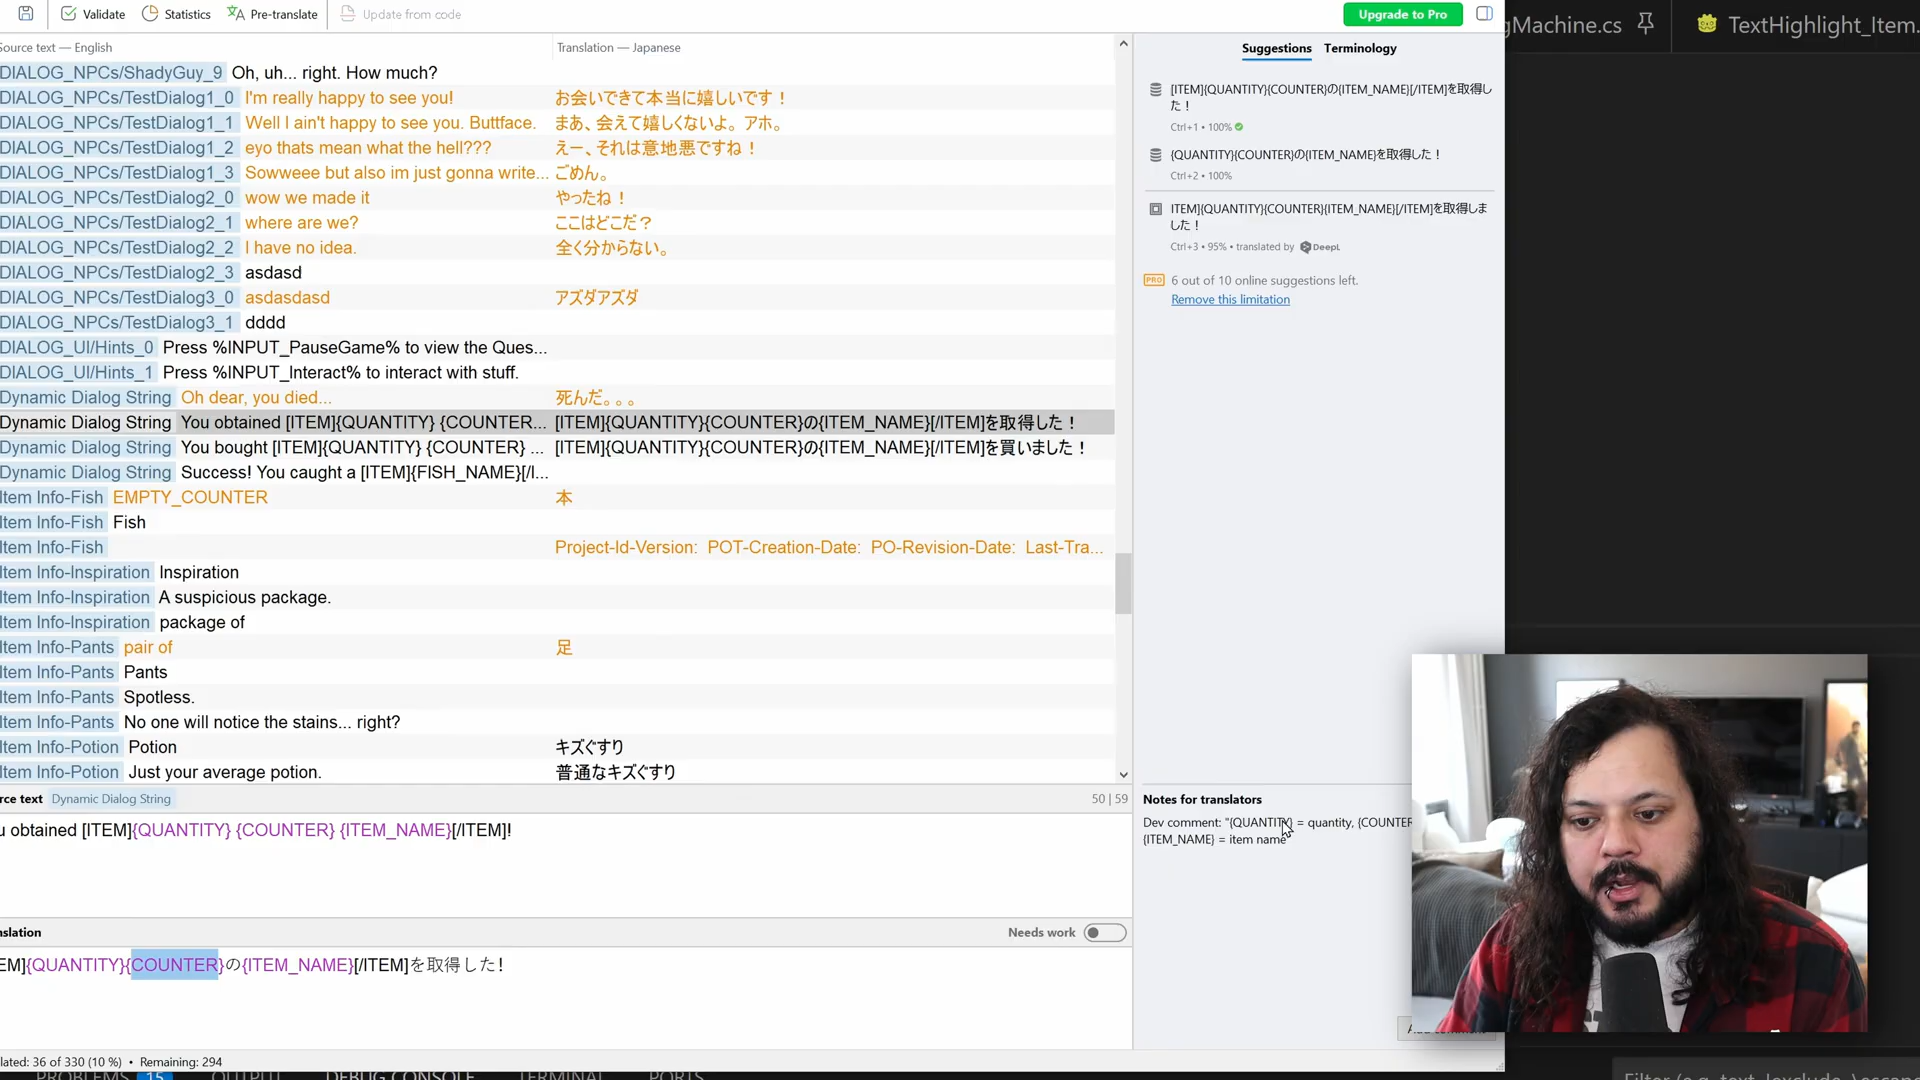 Validate Statistics Pre-translate Update from code Upgrade to Pro
gMachine.cs TextHighlight_Item.
Source text — English Translation — Japanese
DIALOG_NPCs/ShadyGuy_9 Oh, uh... right. How much?
DIALOG_NPCs/TestDialog1_0 I'm really happy to see you! お会いできて本当に嬉しいです！
DIALOG_NPCs/TestDialog1_1 Well I ain't happy to see you. Buttface. まあ、会えて嬉しくないよ。アホ。
DIALOG_NPCs/TestDialog1_2 eyo thats mean what the hell??? えー、それは意地悪ですね！
DIALOG_NPCs/TestDialog1_3 Sowweee but also im just gonna write... ごめん。
DIALOG_NPCs/TestDialog2_0 wow we made it やったね！
DIALOG_NPCs/TestDialog2_1 where are we? ここはどこだ？
DIALOG_NPCs/TestDialog2_2 I have no idea. 全く分からない。
DIALOG_NPCs/TestDialog2_3 asdasd
DIALOG_NPCs/TestDialog3_0 asdasdasd アズダアズダ
DIALOG_NPCs/TestDialog3_1 dddd
DIALOG_UI/Hints_0 Press %INPUT_PauseGame% to view the Ques...
DIALOG_UI/Hints_1 Press %INPUT_Interact% to interact with stuff.
Dynamic Dialog String Oh dear, you died... 死んだ。。。
Dynamic Dialog String You obtained [ITEM]{QUANTITY} {COUNTER... [ITEM]{QUANTITY}{COUNTER}の{ITEM_NAME}[/ITEM]を取得した！
Dynamic Dialog String You bought [ITEM]{QUANTITY} {COUNTER} ... [ITEM]{QUANTITY}{COUNTER}の{ITEM_NAME}[/ITEM]を買いました！
Dynamic Dialog String Success! You caught a [ITEM]{FISH_NAME}[/I...
Item Info-Fish EMPTY_COUNTER 本
Item Info-Fish Fish
Item Info-Fish Project-Id-Version: POT-Creation-Date: PO-Revision-Date: Last-Tra...
Item Info-Inspiration Inspiration
Item Info-Inspiration A suspicious package.
Item Info-Inspiration package of
Item Info-Pants pair of 足
Item Info-Pants Pants
Item Info-Pants Spotless.
Item Info-Pants No one will notice the stains... right?
Item Info-Potion Potion キズぐすり
Item Info-Potion Just your average potion. 普通なキズぐすり
rce text Dynamic Dialog String 50 | 59
u obtained [ITEM]{QUANTITY} {COUNTER} {ITEM_NAME}[/ITEM]!
nslation Needs work
EM]{QUANTITY}{COUNTER}の{ITEM_NAME}[/ITEM]を取得した！
lated: 36 of 330 (10 %) • Remaining: 294
Suggestions Terminology
[ITEM]{QUANTITY}{COUNTER}の{ITEM_NAME}[/ITEM]を取得し
た！
Ctrl+1 • 100%
{QUANTITY}{COUNTER}の{ITEM_NAME}を取得した！
Ctrl+2 • 100%
ITEM]{QUANTITY}{COUNTER}{ITEM_NAME}[/ITEM]を取得しま
した！
Ctrl+3 • 95% • translated by DeepL
PRO 6 out of 10 online suggestions left.
Remove this limitation
Notes for translators
Dev comment: "{QUANTITY} = quantity, {COUNTER
{ITEM_NAME} = item name"
PROBLEMS 15 OUTPUT DEBUG CONSOLE TERMINAL PORTS